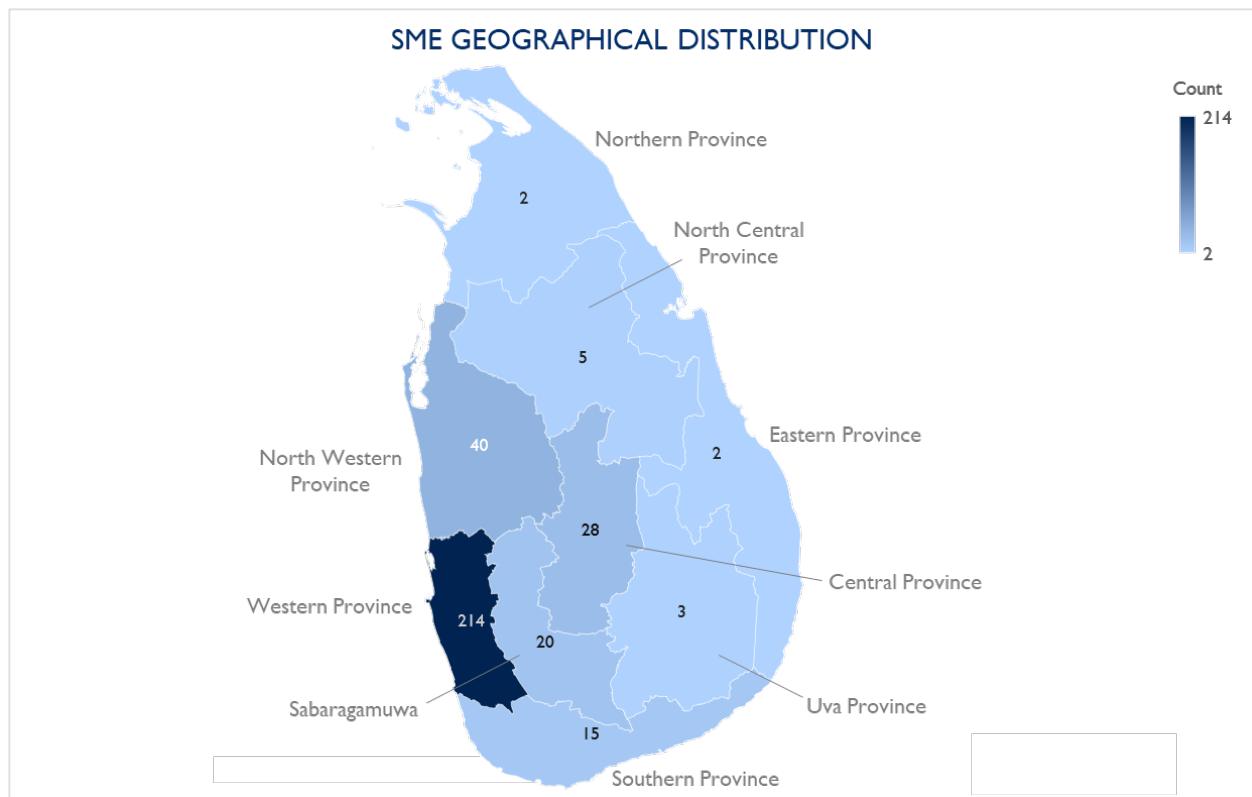 SME GEOGRAPHICAL DISTRIBUTION
Count
214
2
Northern Province
2
North Central
Province
5
40
North Western
Province
2
Eastern Province
28
Central Province
Western Province
214
3
20
Sabaragamuwa
Uva Province
15
Southern Province